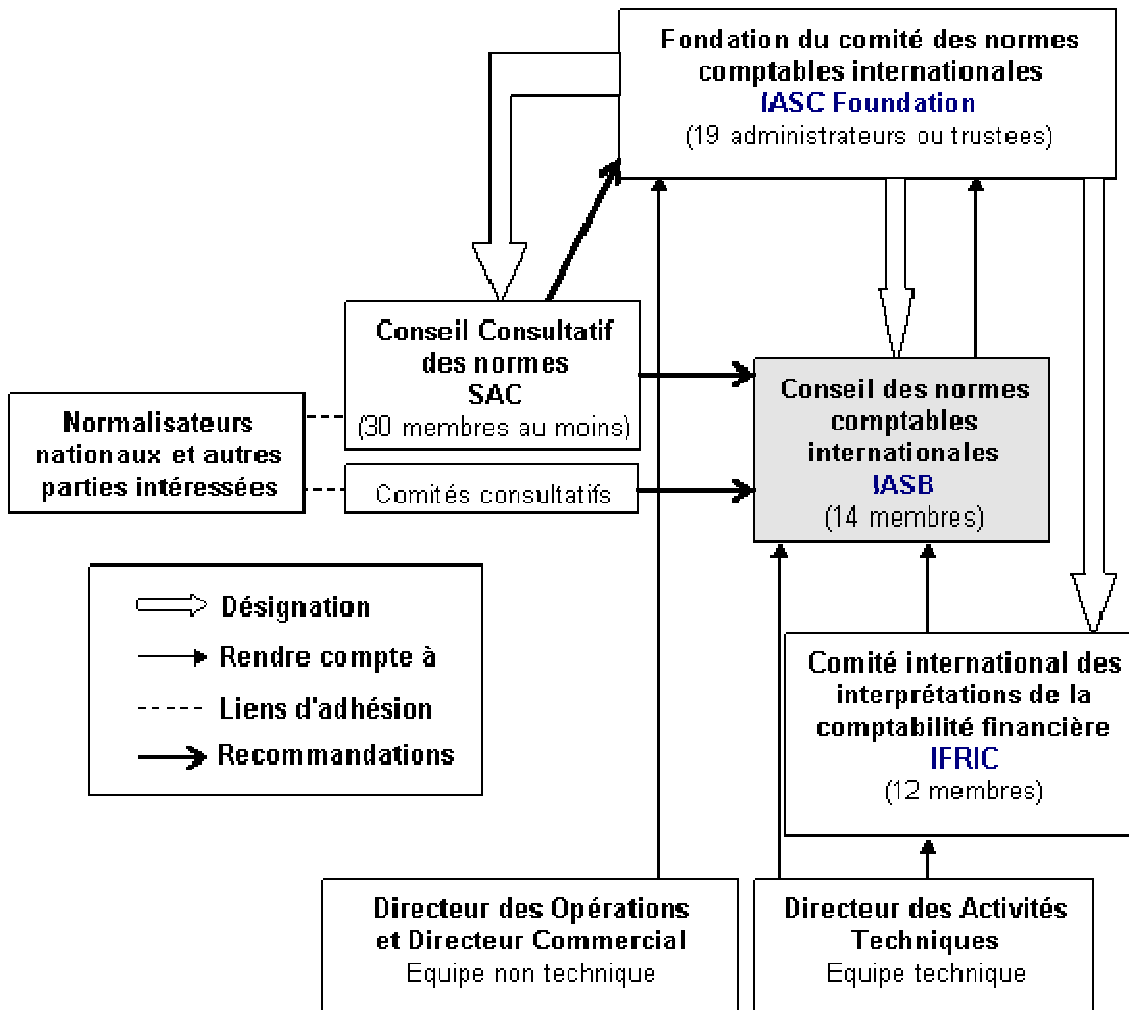 Fondation du comité des normes
comptables internationales
IASC Foundation
(19 administrateurs ou trustees)
Conseil Consultatif
des normes
SAC
(30 membres au moins)
Normalisateurs
nationaux et autres
parties intéressées
Comités consultatifs
Conseil des normes
comptables
internationales
IASB
(14 membres)
Désignation
Rendre compte à
Liens d'adhésion
Recommandations
Comité international des
interprétations de la
comptabilité financière
IFRIC
(12 membres)
Directeur des Opérations
et Directeur Commercial
Equipe non technique
Directeur des Activités
Techniques
Equipe technique